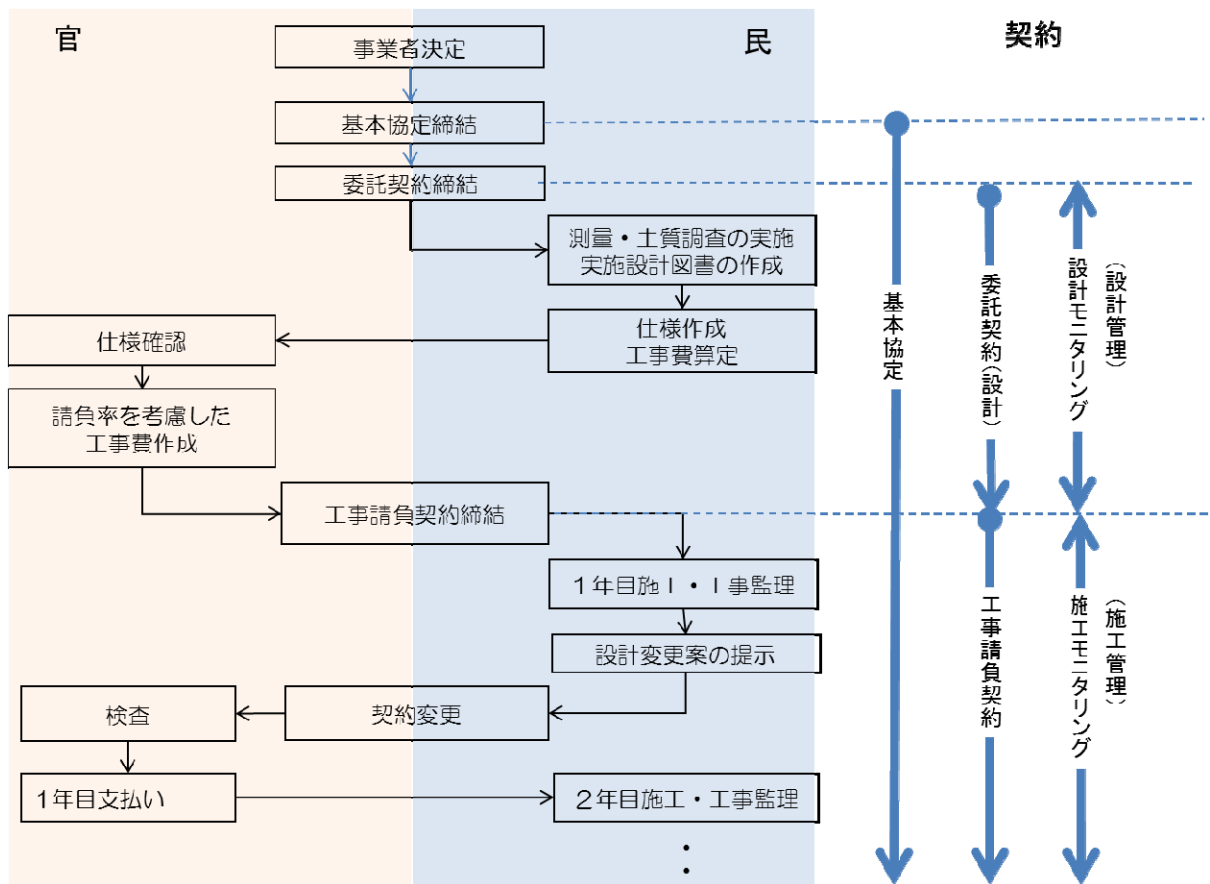 官
民
契約
事業者決定
基本協定締結
委託契約締結
測量・土質調査の実施
実施設計図書の作成
仕様作成
工事費算定
仕様確認
請負率を考慮した
工事費作成
工事請負契約締結
1年目施工・工事監理
設計変更案の提示
契約変更
検査
1年目支払い
2年目施工・工事監理
・
・
基本協定
委託契約(設計)
設計モニタリング
(設計管理)
工事請負契約
施工モニタリング
(施工管理)